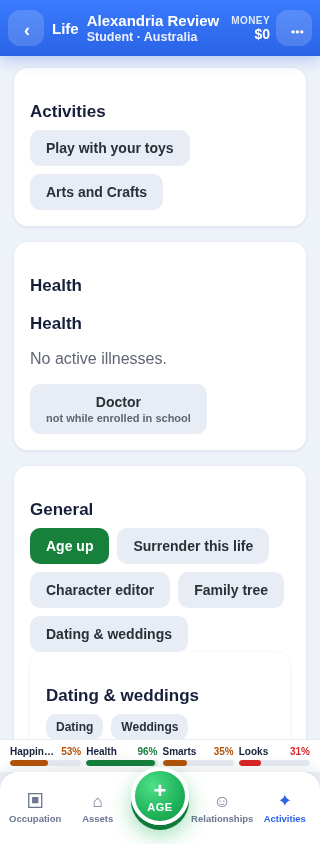 ‹ Life Alexandria Review MONEY ...
Student · Australia $0
Activities
Play with your toys
Arts and Crafts
Health
Health
No active illnesses.
Doctor
not while enrolled in school
General
Age up Surrender this life
Character editor Family tree
Dating & weddings
Dating & weddings
Dating Weddings
Happin... 53% Health 96% Smarts 35% Looks 31%
+
AGE
Occupation Assets Relationships Activities